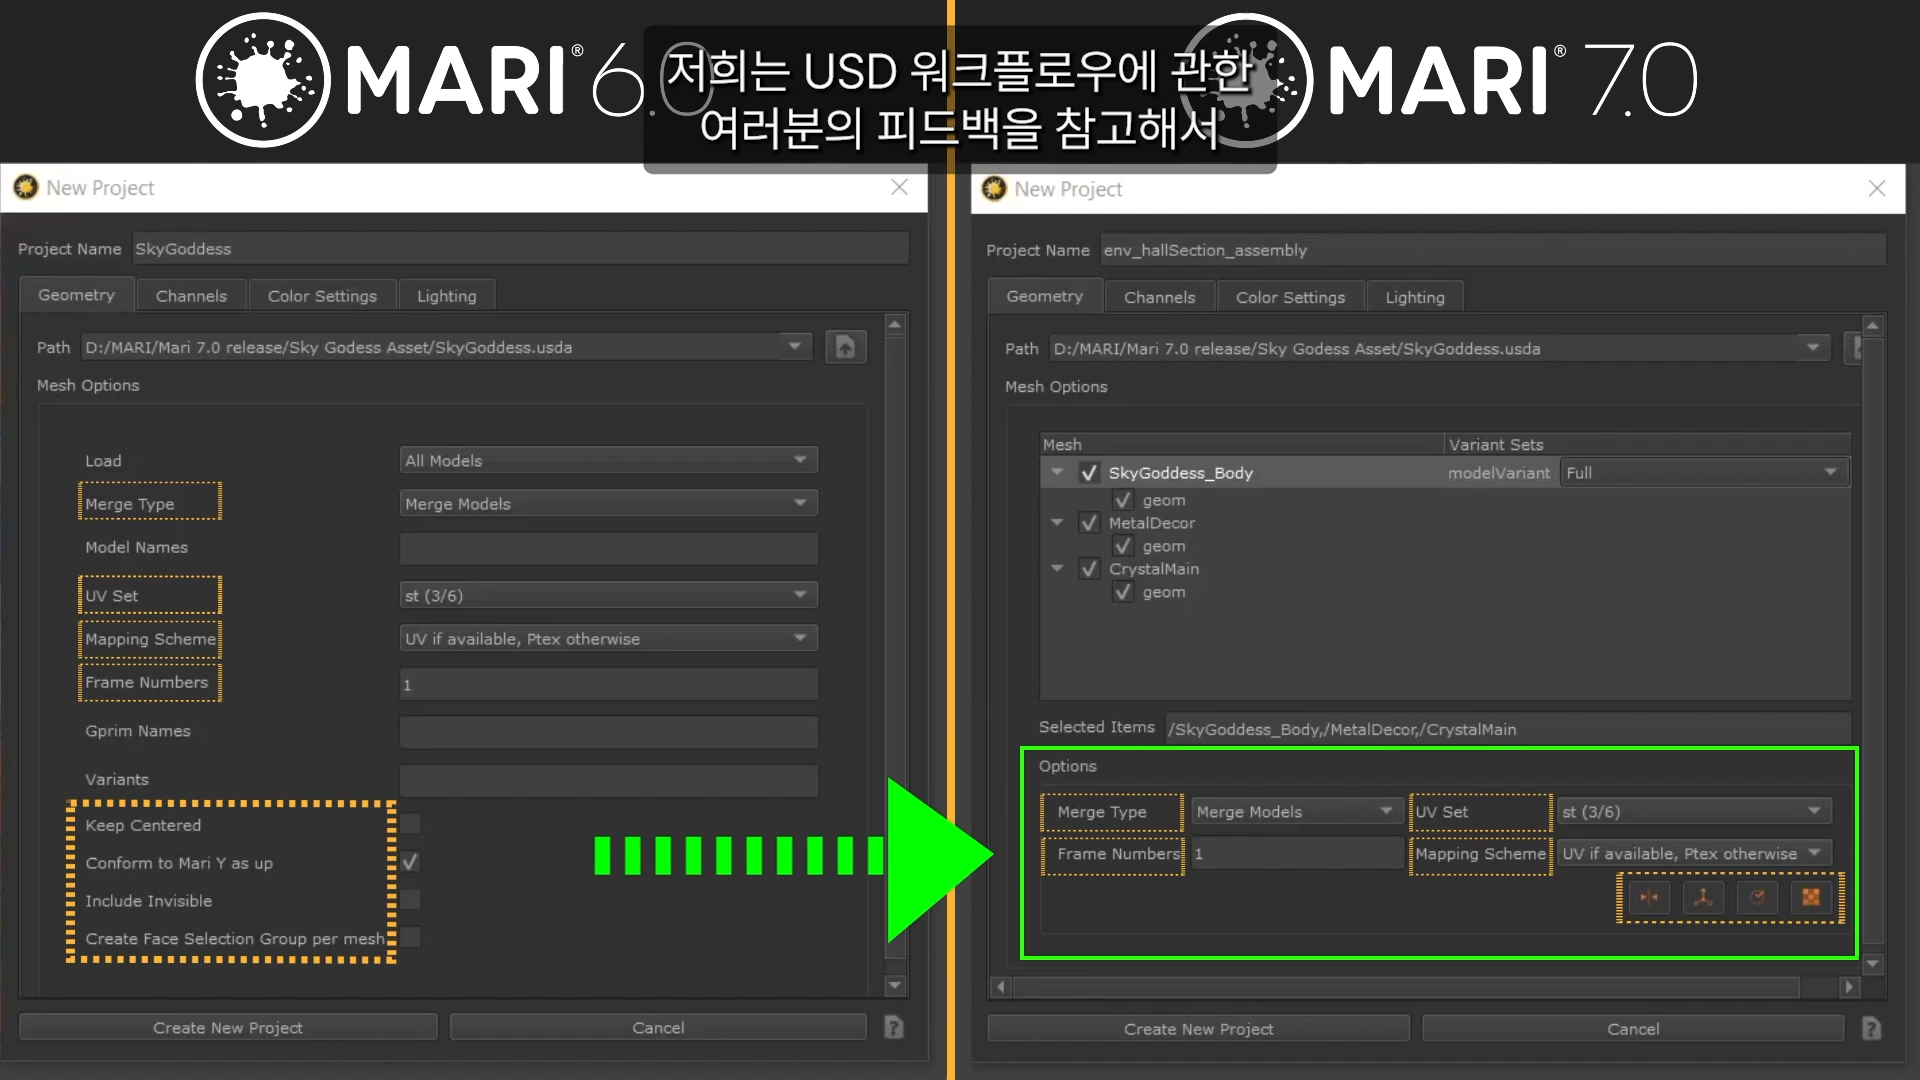 MARI® 6.0
MARI® 7.0
저희는 USD 워크플로우에 관한
여러분의 피드백을 참고해서
New Project
Project Name SkyGoddess
Geometry Channels Color Settings Lighting
Path D:/MARI/Mari 7.0 release/Sky Godess Asset/SkyGoddess.usda
Mesh Options
Load All Models
Merge Type Merge Models
Model Names
UV Set st (3/6)
Mapping Scheme UV if available, Ptex otherwise
Frame Numbers 1
Gprim Names
Variants
Keep Centered
Conform to Mari Y as up
Include Invisible
Create Face Selection Group per mesh
Create New Project Cancel ?
New Project
Project Name env_hallSection_assembly
Geometry Channels Color Settings Lighting
Path D:/MARI/Mari 7.0 release/Sky Godess Asset/SkyGoddess.usda
Mesh Options
Mesh Variant Sets
SkyGoddess_Body modelVariant Full
geom
MetalDecor
geom
CrystalMain
geom
Selected Items /SkyGoddess_Body,/MetalDecor,/CrystalMain
Options
Merge Type Merge Models UV Set st (3/6)
Frame Numbers 1 Mapping Scheme UV if available, Ptex otherwise
Create New Project Cancel ?